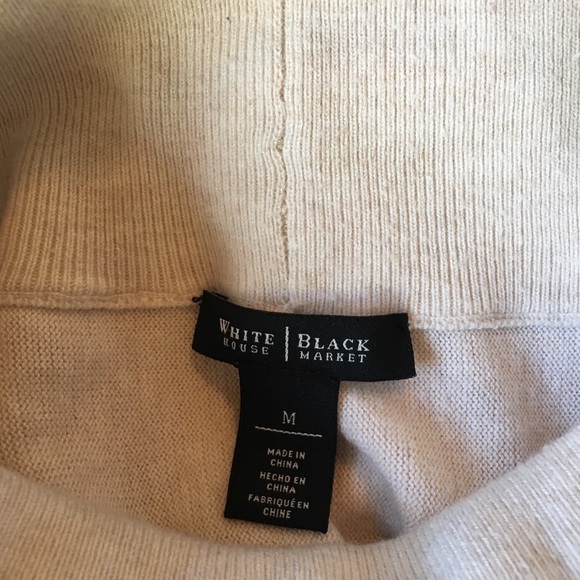 WHITE | BLACK
HOUSE | MARKET
M
MADE IN
CHINA
HECHO EN
CHINA
FABRIQUÉ EN
CHINE